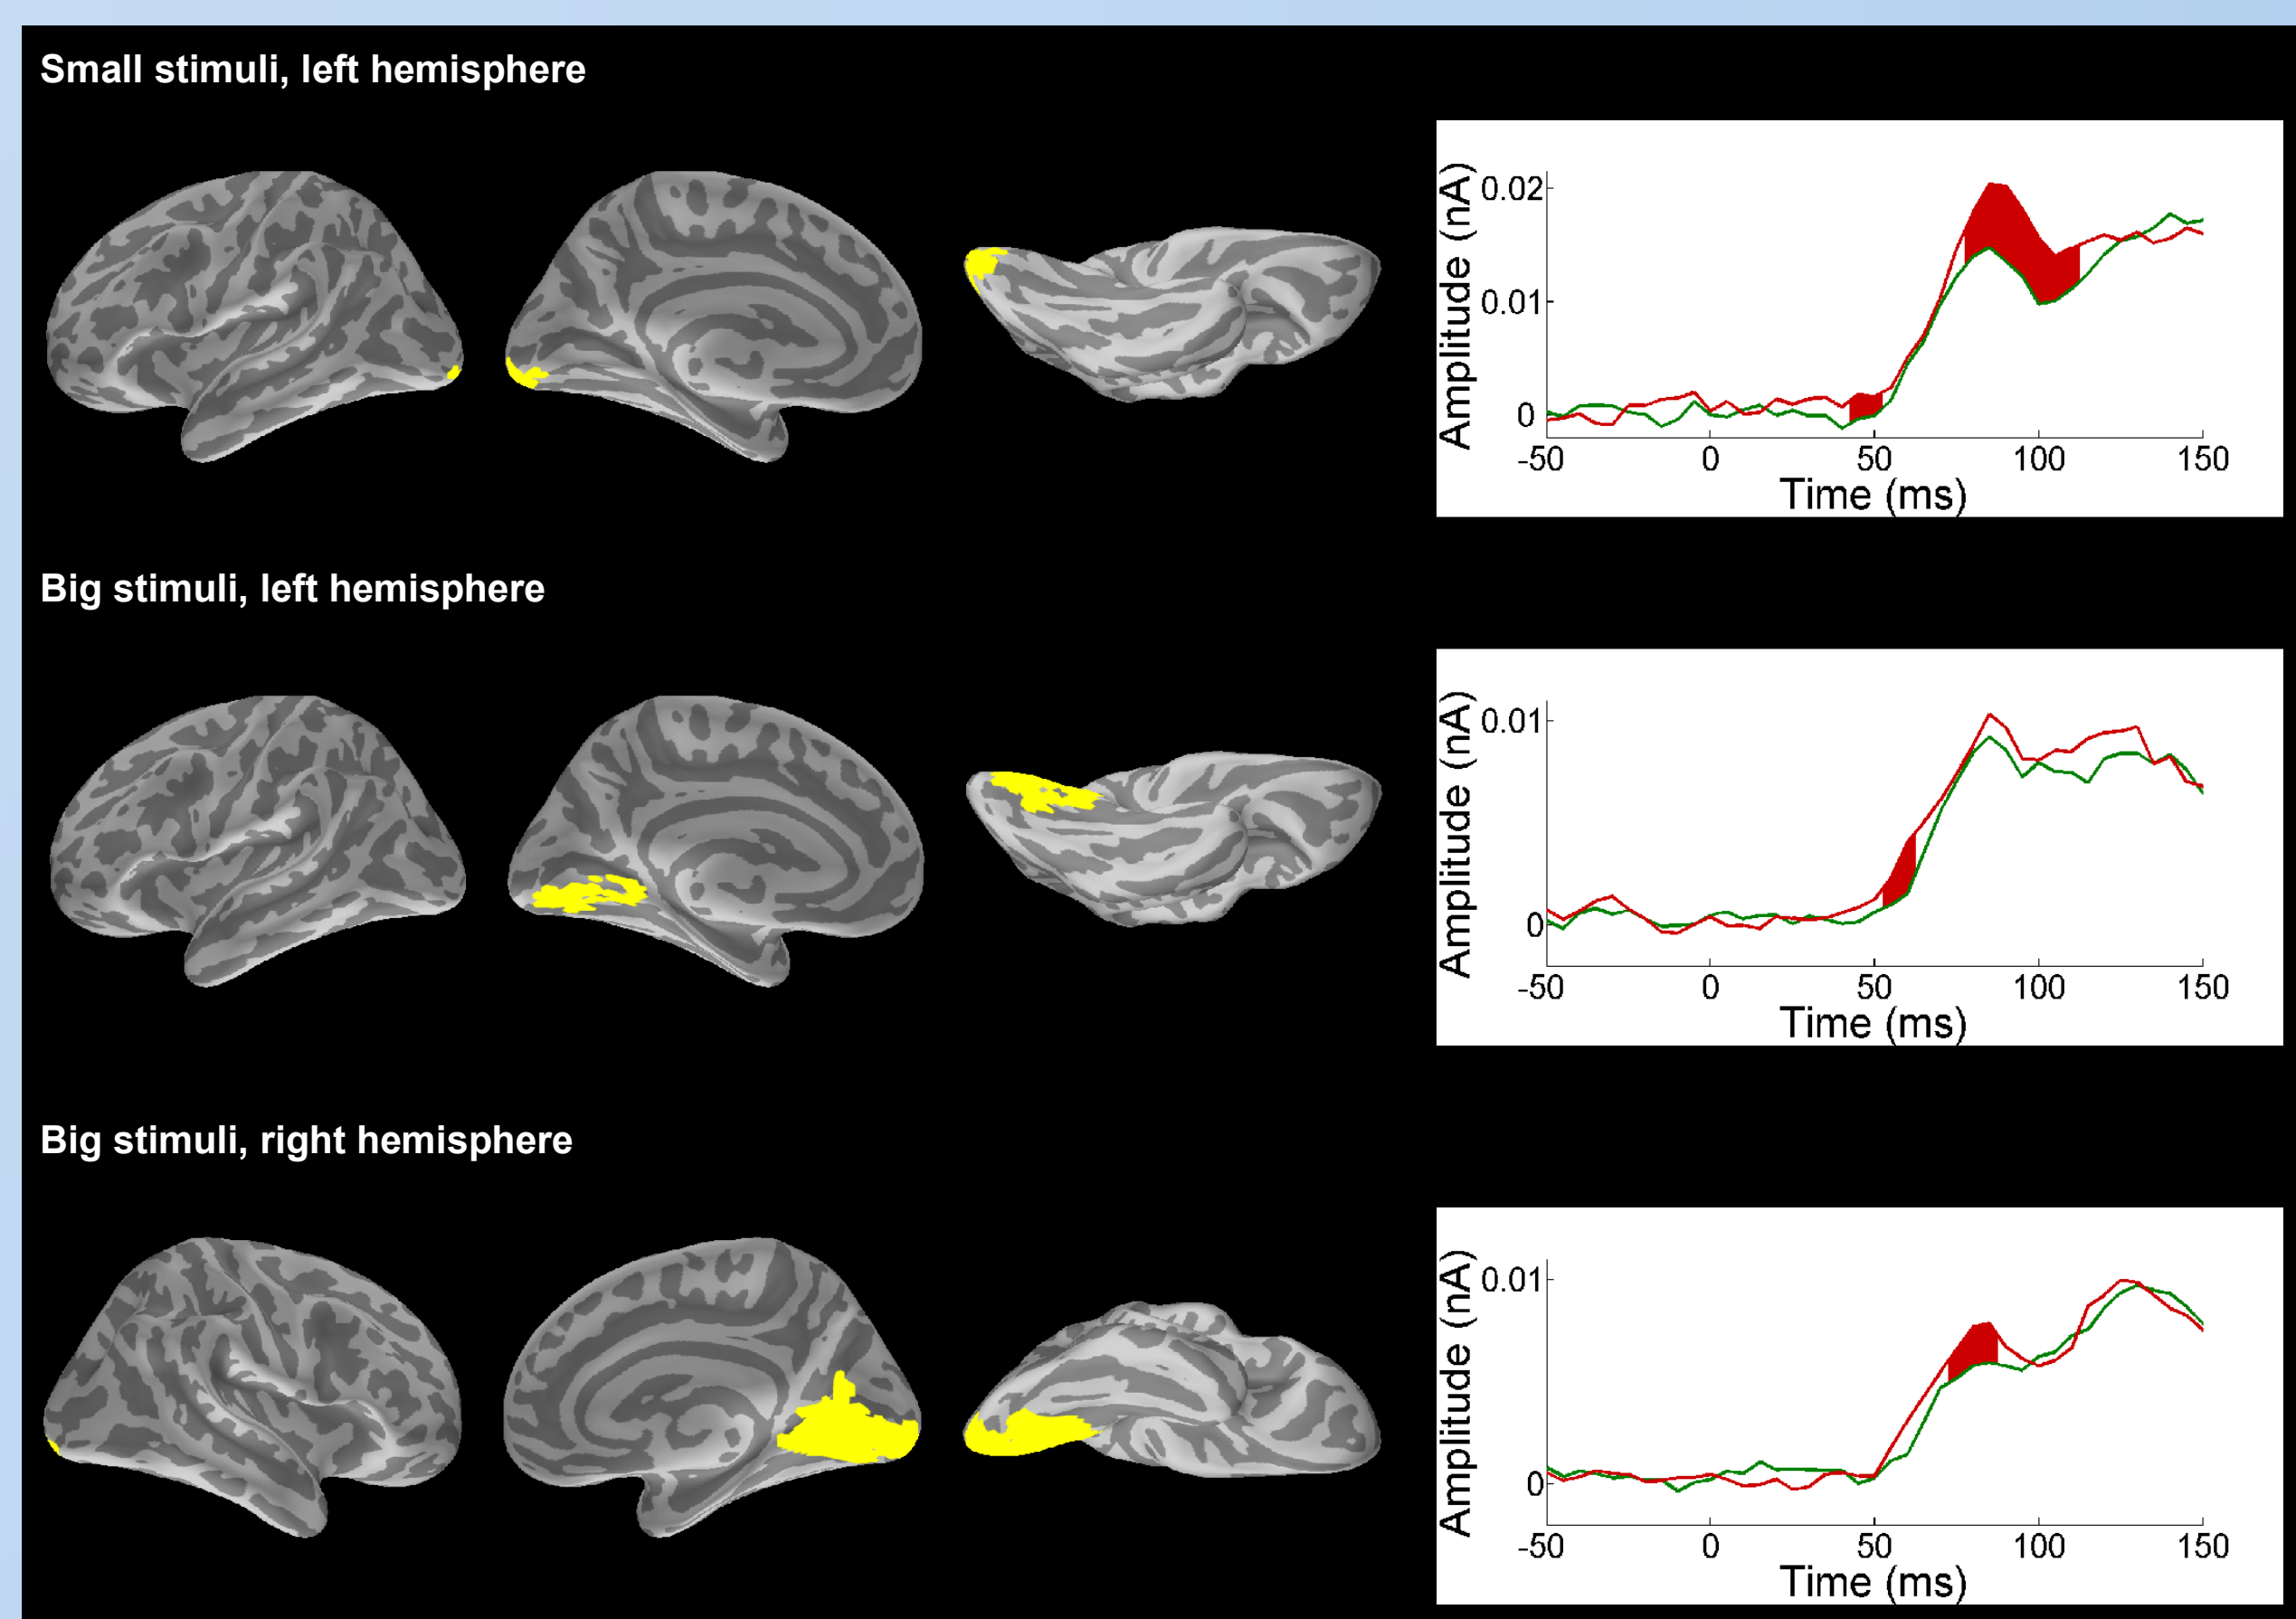 Small stimuli, left hemisphere
Amplitude (nA)
0.02
0.01
0
-50 0 50 100 150
Time (ms)
Big stimuli, left hemisphere
Amplitude (nA)
0.01
0
-50 0 50 100 150
Time (ms)
Big stimuli, right hemisphere
Amplitude (nA)
0.01
0
-50 0 50 100 150
Time (ms)